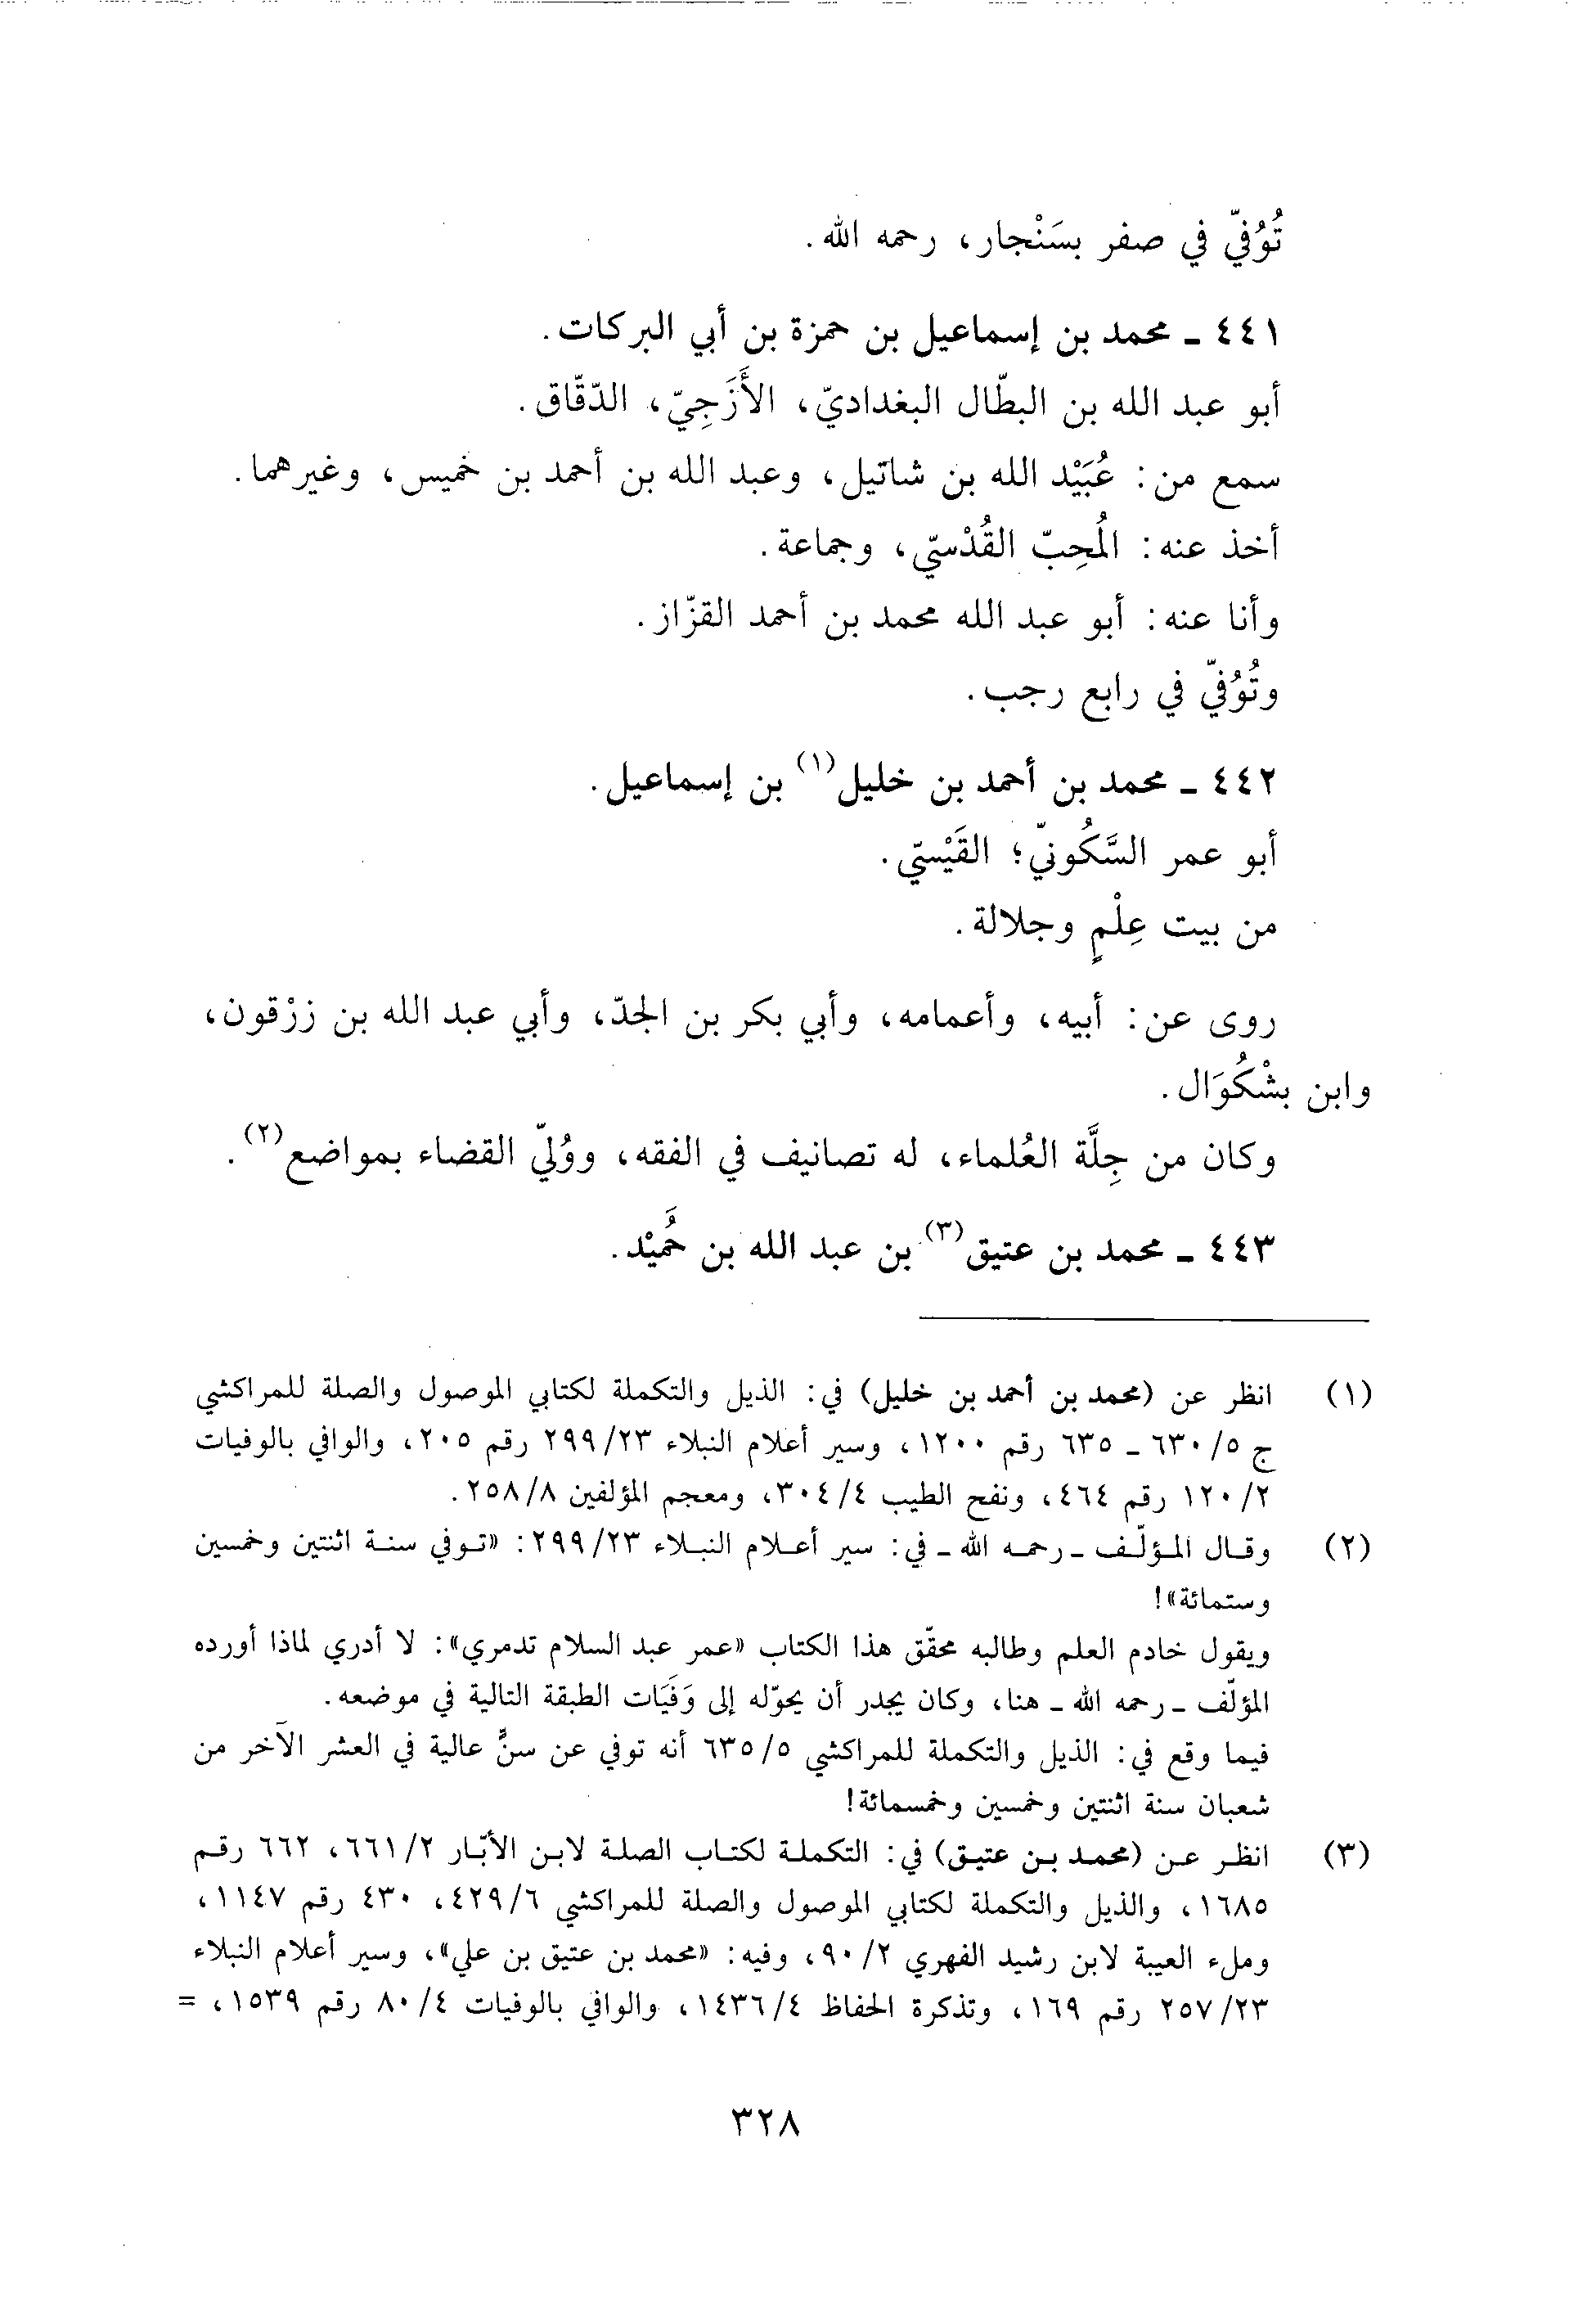 تُوُفّي في صفر بسَنْجار، رحمه الله.
٤٤١ ـ محمد بن إسماعيل بن حمزة بن أبي البركات.
أبو عبد الله بن البطّال البغداديّ، الأَزَجِيّ، الدّقّاق.
سمع من: عُبَيْد الله بن شاتيل، وعبد الله بن أحمد بن خميس، وغيرهما.
أخذ عنه: المُحِبّ القُدْسيّ، وجماعة.
وأنا عنه: أبو عبد الله محمد بن أحمد القزّاز.
وتُوُفّي في رابع رجب.
٤٤٢ ـ محمد بن أحمد بن خليل(١) بن إسماعيل.
أبو عمر السَّكُونيّ؛ القَيْسيّ.
من بيت عِلْمٍ وجلالة.
روى عن: أبيه، وأعمامه، وأبي بكر بن الجدّ، وأبي عبد الله بن زرْقون،
وابن بشْكُوَال.
وكان من جِلَّة العُلماء، له تصانيف في الفقه، ووُليّ القضاء بمواضع(٢).
٤٤٣ ـ محمد بن عتيق(٣) بن عبد الله بن حُمَيْد.
(١) انظر عن (محمد بن أحمد بن خليل) في: الذيل والتكملة لكتابي الموصول والصلة للمراكشي
ج ٥/ ٦٣٠ ـ ٦٣٥ رقم ١٢٠٠، وسير أعلام النبلاء ٢٣/ ٢٩٩ رقم ٢٠٥، والوافي بالوفيات
٢/ ١٢٠ رقم ٤٦٤، ونفح الطيب ٤/ ٣٠٤، ومعجم المؤلفين ٨/ ٢٥٨.
(٢) وقال المؤلّف ـ رحمه الله ـ في: سير أعلام النبلاء ٢٣/ ٢٩٩: «توفي سنة اثنتين وخمسين
وستمائة»!
ويقول خادم العلم وطالبه محقّق هذا الكتاب «عمر عبد السلام تدمري»: لا أدري لماذا أورده
المؤلّف ـ رحمه الله ـ هنا، وكان يجدر أن يحوّله إلى وَفَيَات الطبقة التالية في موضعه.
فيما وقع في: الذيل والتكملة للمراكشي ٥/ ٦٣٥ أنه توفي عن سنٍّ عالية في العشر الآخر من
شعبان سنة اثنتين وخمسين وخمسمائة!
(٣) انظر عن (محمد بن عتيق) في: التكملة لكتاب الصلة لابن الأبّار ٢/ ٦٦١، ٦٦٢ رقم
١٦٨٥، والذيل والتكملة لكتابي الموصول والصلة للمراكشي ٦/ ٤٢٩، ٤٣٠ رقم ١١٤٧،
وملء العيبة لابن رشيد الفهري ٢/ ٩٠، وفيه: «محمد بن عتيق بن علي»، وسير أعلام النبلاء
٢٣/ ٢٥٧ رقم ١٦٩، وتذكرة الحفاظ ٤/ ١٤٣٦، والوافي بالوفيات ٤/ ٨٠ رقم ١٥٣٩، =
٣٢٨